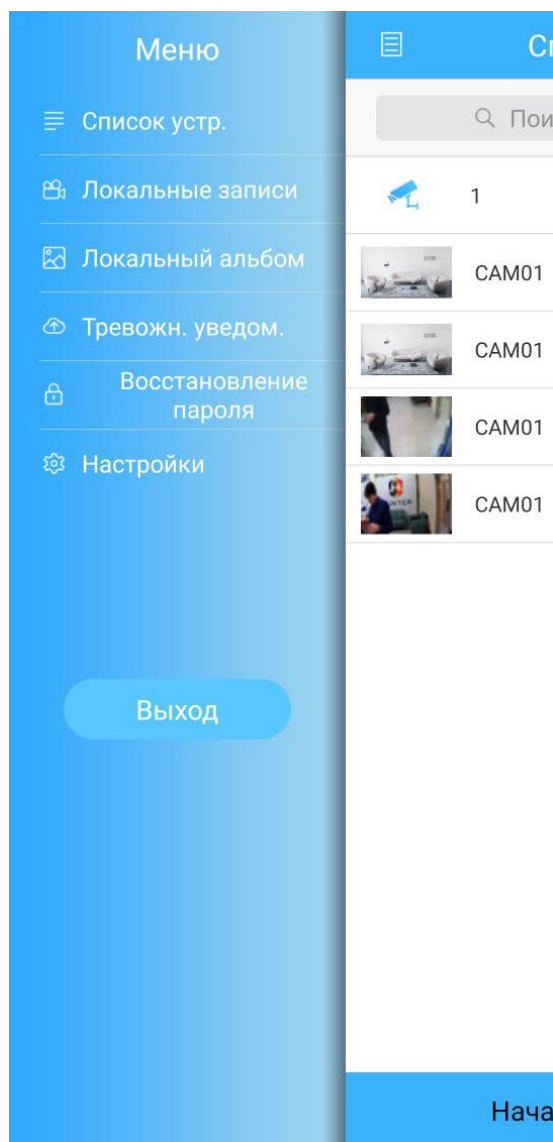 Меню
Список устр.
Локальные записи
Локальный альбом
Тревожн. уведом.
Восстановление
пароля
Настройки
Выход
1
CAM01
CAM01
CAM01
CAM01